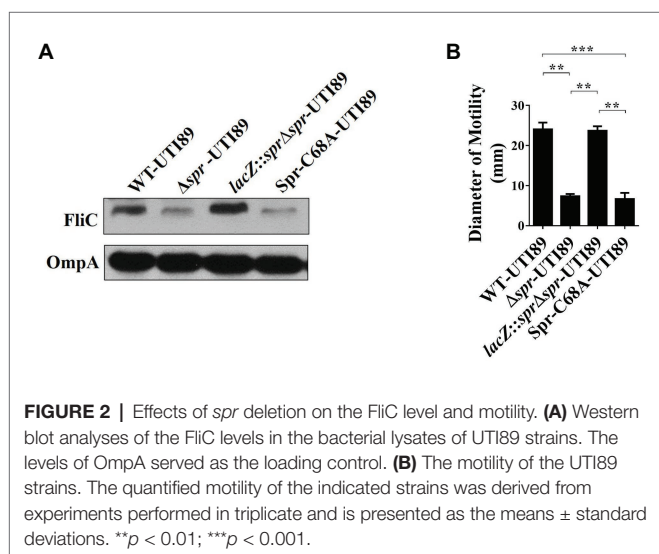 A
WT-UTI89
Δspr-UTI89
lacZ::sprΔspr-UTI89
Spr-C68A-UTI89
FliC
OmpA
B
***
**
**
**
Diameter of Motility
(mm)
30
20
10
0
WT-UTI89
Δspr-UTI89
lacZ::sprΔspr-UTI89
Spr-C68A-UTI89
FIGURE 2 | Effects of spr deletion on the FliC level and motility. (A) Western
blot analyses of the FliC levels in the bacterial lysates of UTI89 strains. The
levels of OmpA served as the loading control. (B) The motility of the UTI89
strains. The quantified motility of the indicated strains was derived from
experiments performed in triplicate and is presented as the means ± standard
deviations. **p < 0.01; ***p < 0.001.